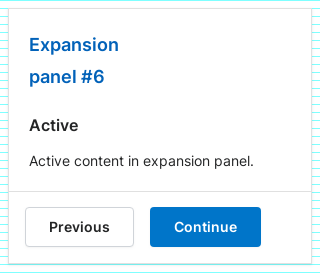 Expansion
panel #6
Active
Active content in expansion panel.
Previous
Continue